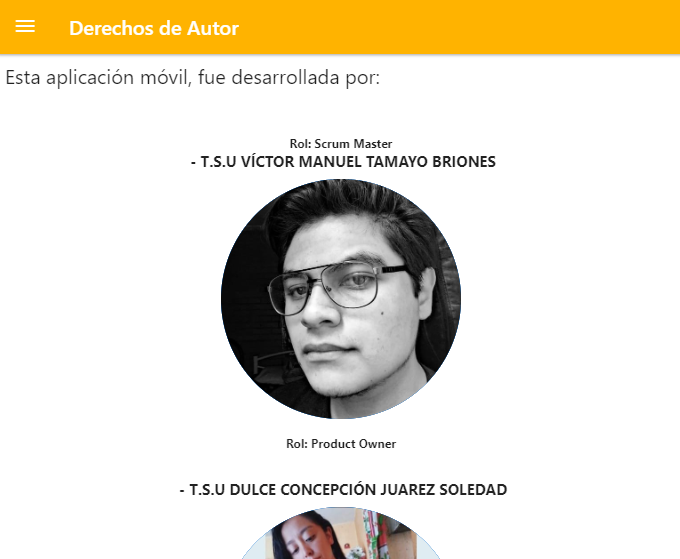 Derechos de Autor
Esta aplicación móvil, fue desarrollada por:
Rol: Scrum Master
- T.S.U VÍCTOR MANUEL TAMAYO BRIONES
Rol: Product Owner
- T.S.U DULCE CONCEPCIÓN JUAREZ SOLEDAD